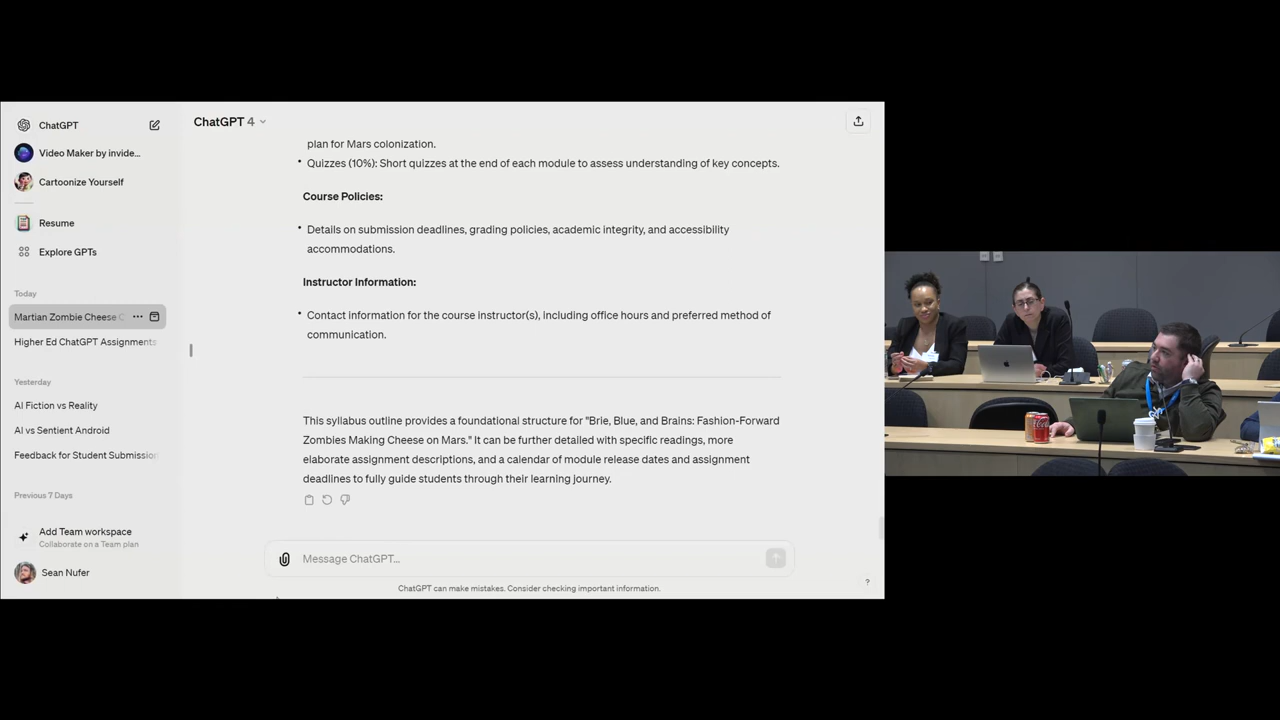 ChatGPT
Video Maker by invide...
Cartoonize Yourself
Resume
Explore GPTs
Today
Martian Zombie Cheese C
Higher Ed ChatGPT Assignments
Yesterday
AI Fiction vs Reality
AI vs Sentient Android
Feedback for Student Submission
Previous 7 Days
Add Team workspace
Collaborate on a Team plan
Sean Nufer
ChatGPT 4
plan for Mars colonization.
• Quizzes (10%): Short quizzes at the end of each module to assess understanding of key concepts.
Course Policies:
• Details on submission deadlines, grading policies, academic integrity, and accessibility
accommodations.
Instructor Information:
• Contact information for the course instructor(s), including office hours and preferred method of
communication.
This syllabus outline provides a foundational structure for "Brie, Blue, and Brains: Fashion-Forward
Zombies Making Cheese on Mars." It can be further detailed with specific readings, more
elaborate assignment descriptions, and a calendar of module release dates and assignment
deadlines to fully guide students through their learning journey.
Message ChatGPT...
ChatGPT can make mistakes. Consider checking important information.
?